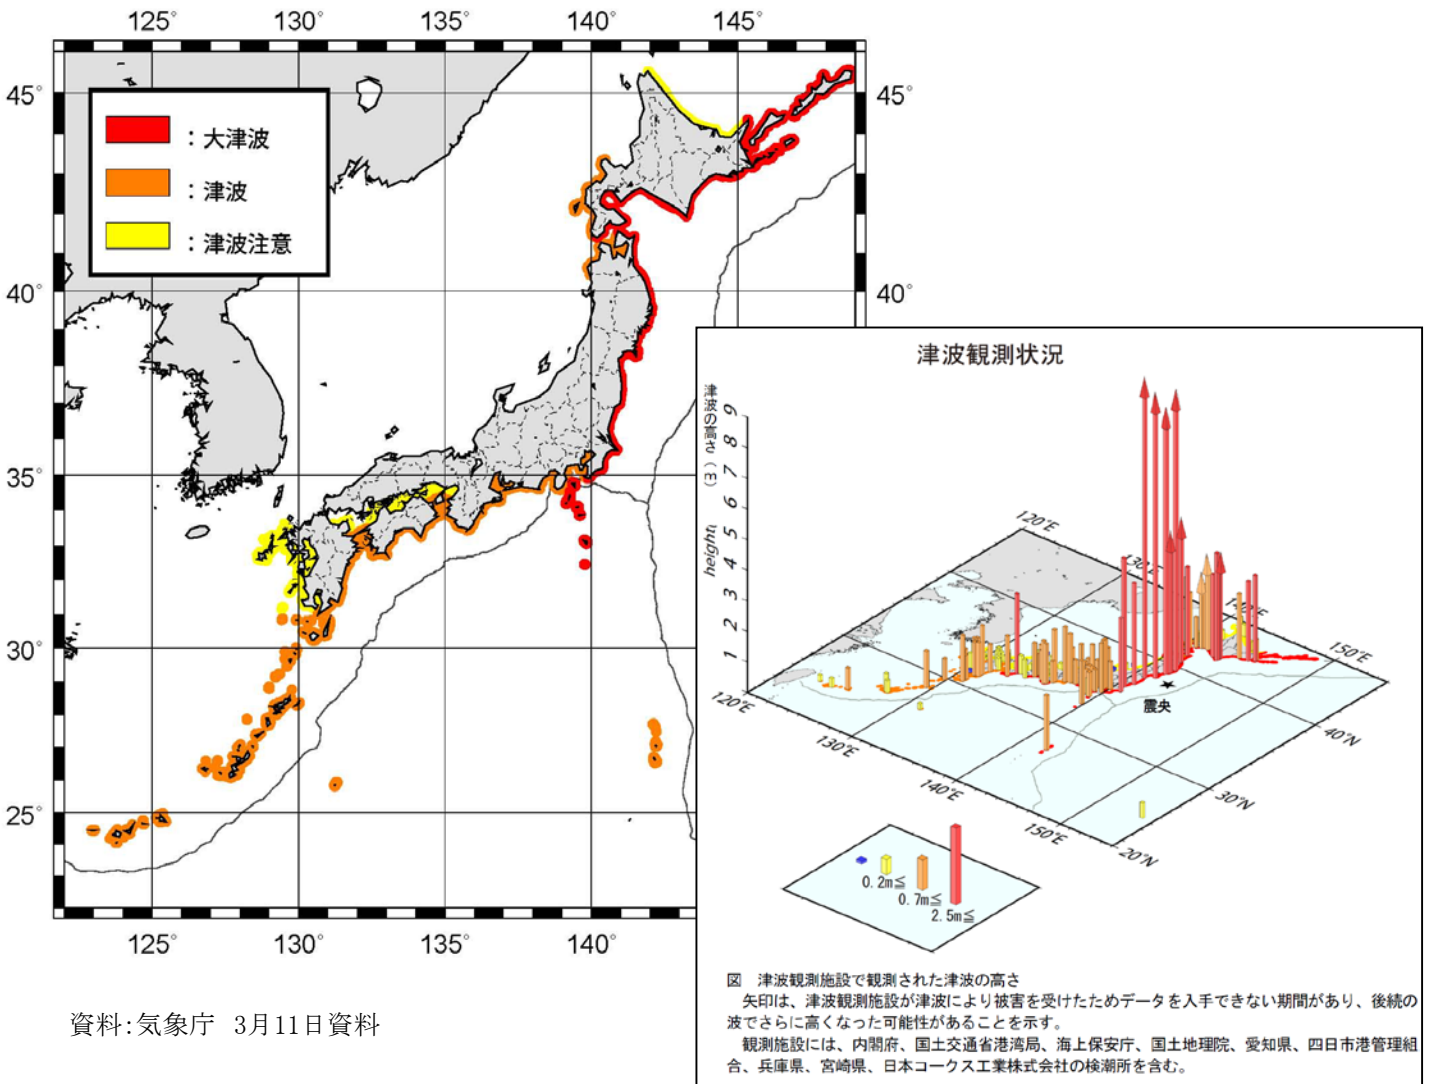 125° 130° 135° 140° 145°
45° 45°
：大津波
：津波
：津波注意
40° 40°
35°
30°
25°
125° 130° 135° 140°
資料：気象庁 3月11日資料
津波観測状況
津波の高さ（m）
height
9
8
7
6
5
4
3
2
1
120°E
130°E
140°E
150°E
120°E
130°E
140°E
150°E
40°N
30°N
20°N
震央
0.2m≦
0.7m≦
2.5m≦
図 津波観測施設で観測された津波の高さ
矢印は、津波観測施設が津波により被害を受けたためデータを入手できない期間があり、後続の
波でさらに高くなった可能性があることを示す。
観測施設には、内閣府、国土交通省港湾局、海上保安庁、国土地理院、愛知県、四日市港管理組
合、兵庫県、宮崎県、日本コークス工業株式会社の検潮所を含む。